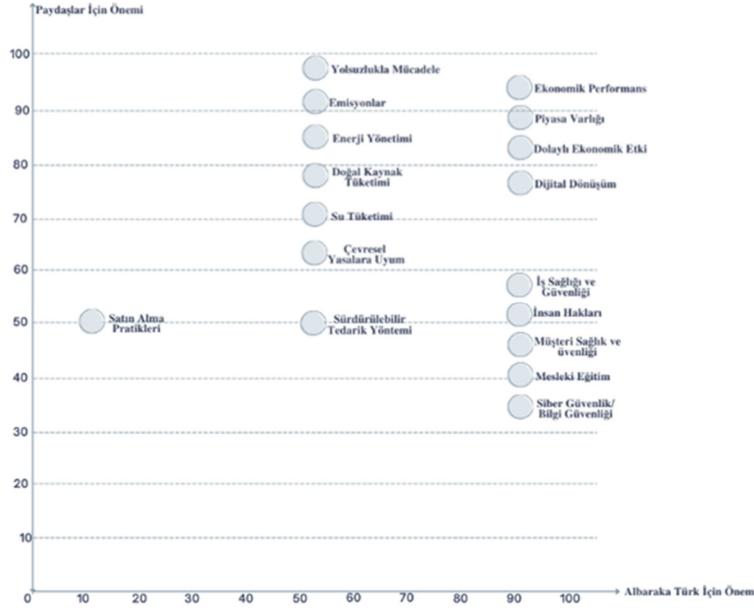 Paydaşlar İçin Önemi
100
Yolsuzlukla Mücadele
Ekonomik Performans
Emisyonlar
90
Piyasa Varlığı
Enerji Yönetimi
Dolaylı Ekonomik Etki
80
Doğal Kaynak
Tüketimi
Dijital Dönüşüm
70
Su Tüketimi
Çevresel
Yasalara Uyum
60
İş Sağlığı ve
Güvenliği
50
Satın Alma
Pratikleri
Sürdürülebilir
Tedarik Yöntemi
İnsan Hakları
Müşteri Sağlık ve
üvenliği
40
Mesleki Eğitim
Siber Güvenlik/
Bilgi Güvenliği
30
20
10
0 10 20 30 40 50 60 70 80 90 100
Albaraka Türk İçin Önem